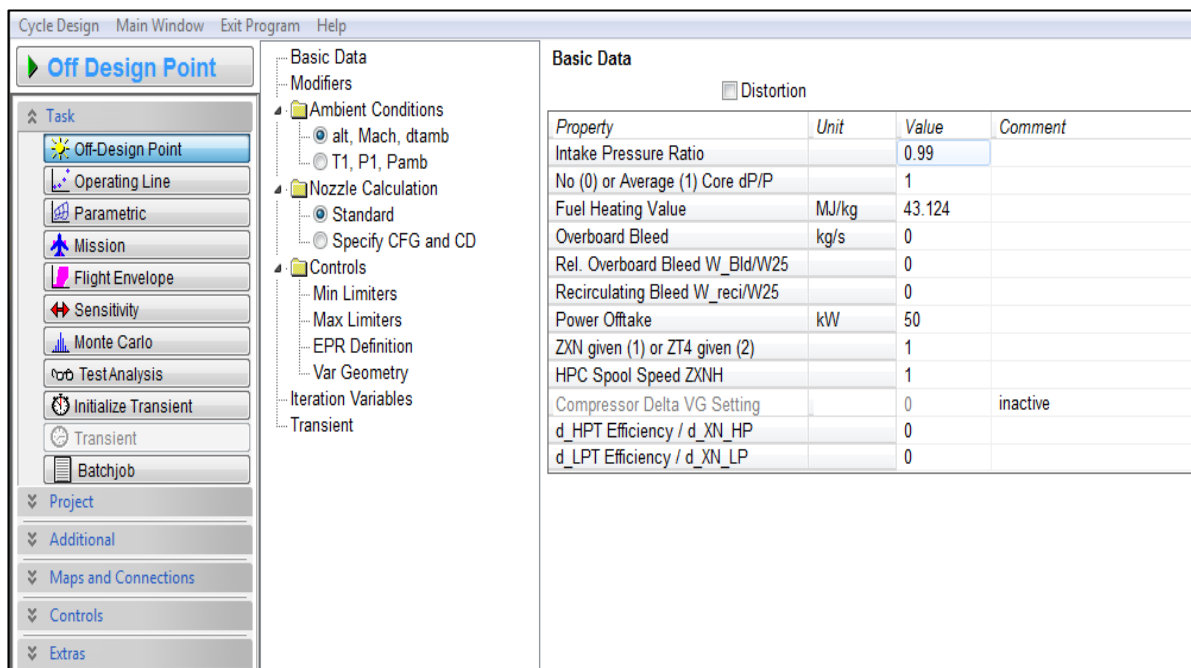 Cycle Design Main Window Exit Program Help
Off Design Point
Task
Off-Design Point
Operating Line
Parametric
Mission
Flight Envelope
Sensitivity
Monte Carlo
Test Analysis
Initialize Transient
Transient
Batchjob
Project
Additional
Maps and Connections
Controls
Extras
Basic Data
Modifiers
Ambient Conditions
alt, Mach, dtamb
T1, P1, Pamb
Nozzle Calculation
Standard
Specify CFG and CD
Controls
Min Limiters
Max Limiters
EPR Definition
Var Geometry
Iteration Variables
Transient
Basic Data
Distortion
Property Unit Value Comment
Intake Pressure Ratio 0.99
No (0) or Average (1) Core dP/P 1
Fuel Heating Value MJ/kg 43.124
Overboard Bleed kg/s 0
Rel. Overboard Bleed W_Bld/W25 0
Recirculating Bleed W_reci/W25 0
Power Offtake kW 50
ZXN given (1) or ZT4 given (2) 1
HPC Spool Speed ZXNH 1
Compressor Delta VG Setting 0 inactive
d_HPT Efficiency / d_XN_HP 0
d_LPT Efficiency / d_XN_LP 0